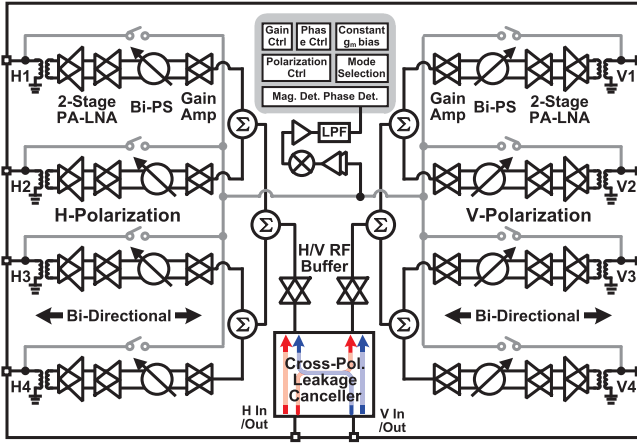 Gain Ctrl
Phas e Ctrl
Constant gm bias
Polarization Ctrl
Mode Selection
Mag. Det. Phase Det.
LPF
H1
2-Stage PA-LNA
Bi-PS
Gain Amp
Σ
Gain Amp
Bi-PS
2-Stage PA-LNA
V1
Σ
H2
H-Polarization
V2
V-Polarization
Σ
Σ
H/V RF Buffer
H3
Bi-Directional
Σ
V3
Bi-Directional
Σ
Cross-Pol. Leakage Canceller
H4
V4
H In /Out
V In /Out